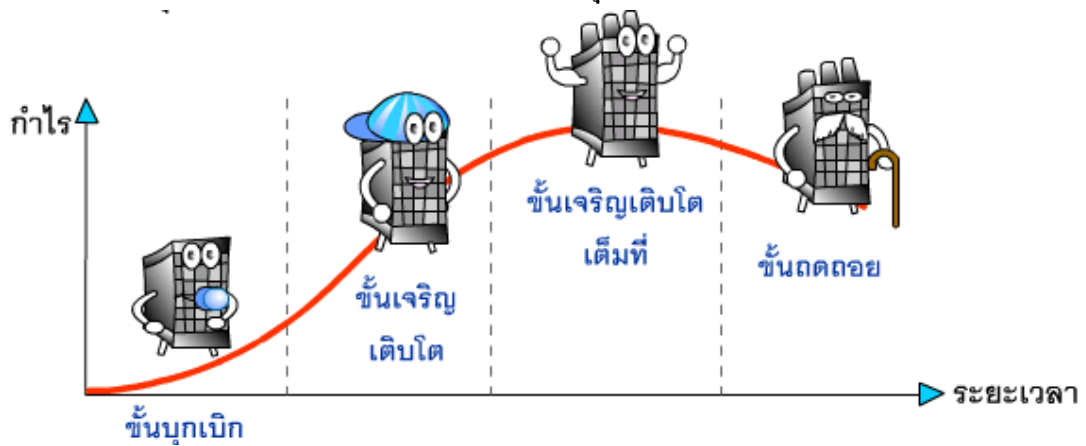 กำไร
ขั้นเจริญเติบโต
เต็มที่
ขั้นถดถอย
ขั้นเจริญ
เติบโต
ระยะเวลา
ขั้นบุกเบิก